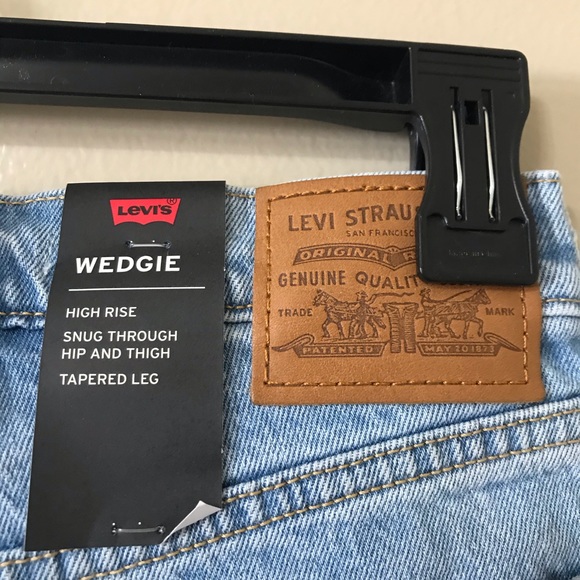 LEVI'S®
WEDGIE
HIGH RISE
SNUG THROUGH
HIP AND THIGH
TAPERED LEG
LEVI STRAUS
SAN FRANCISCO
ORIGINAL R
GENUINE QUALIT
TRADE MARK
PATENTED MAY 20 187